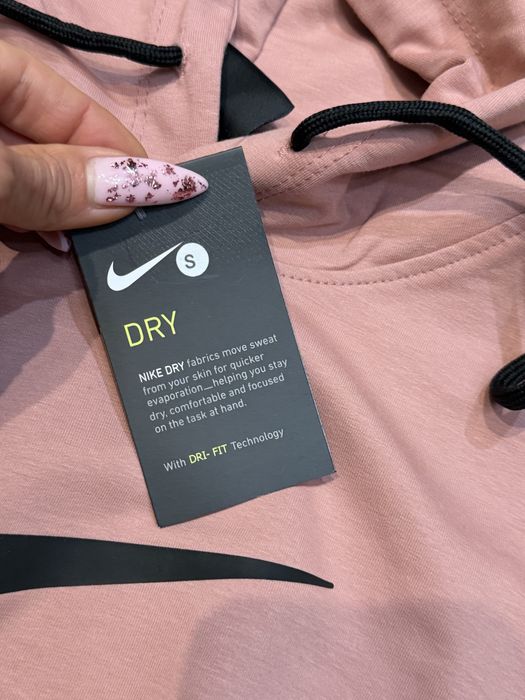 S
DRY
NIKE DRY fabrics move sweat
from your skin for quicker
evaporation—helping you stay
dry, comfortable and focused
on the task at hand.
With DRI- FIT Technology